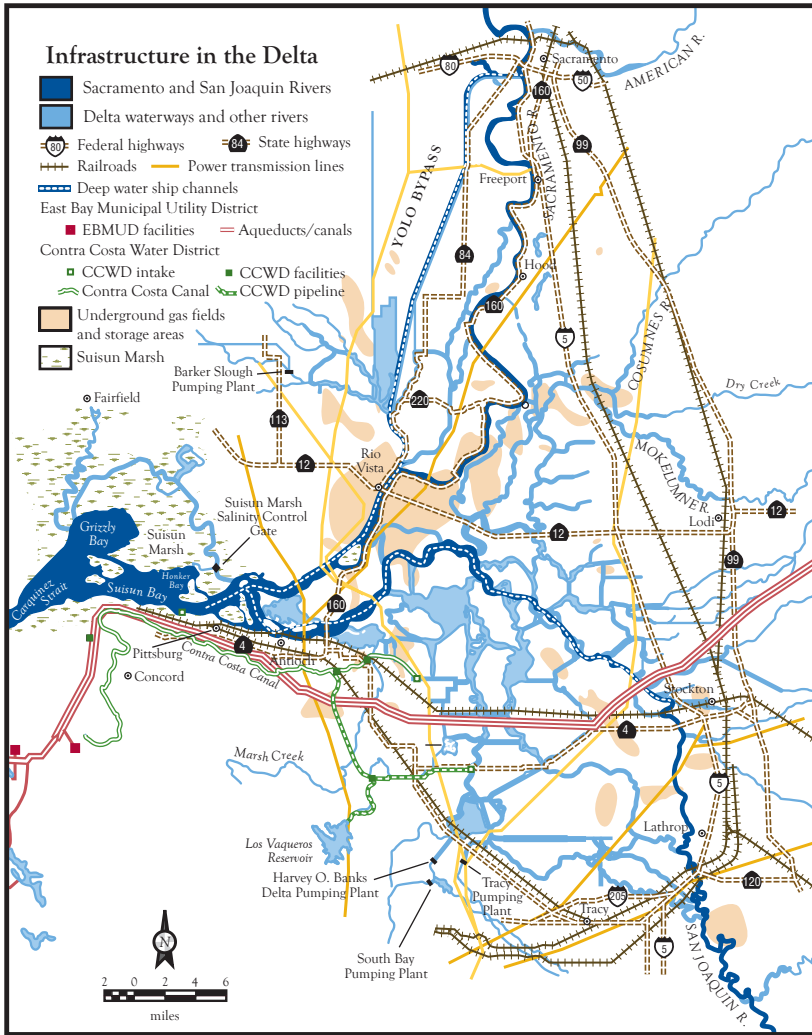 Infrastructure in the Delta
Sacramento and San Joaquin Rivers
Delta waterways and other rivers
80 Federal highways
84 State highways
Railroads
Power transmission lines
Deep water ship channels
East Bay Municipal Utility District
EBMUD facilities
Aqueducts/canals
Contra Costa Water District
CCWD intake
CCWD facilities
Contra Costa Canal
CCWD pipeline
Underground gas fields
and storage areas
Suisun Marsh
80
Sacramento
50
AMERICAN R.
160
SACRAMENTO R.
99
YOLO BYPASS
Freeport
84
Hood
160
5
COSUMNES R.
Barker Slough
Pumping Plant
Dry Creek
Fairfield
220
113
MOKELUMNE R.
12
Rio
Vista
Lodi
12
Suisun Marsh
Salinity Control
Gate
12
Grizzly
Bay
Suisun
Marsh
99
Honker
Bay
Suisun Bay
Carquinez
Strait
160
Pittsburg
4
Antioch
Contra Costa Canal
Concord
Stockton
4
Marsh Creek
5
Los Vaqueros
Reservoir
Lathrop
Harvey O. Banks
Delta Pumping Plant
Tracy
Pumping
Plant
205
120
Tracy
5
SAN JOAQUIN R.
South Bay
Pumping Plant
N
2 0 2 4 6
miles